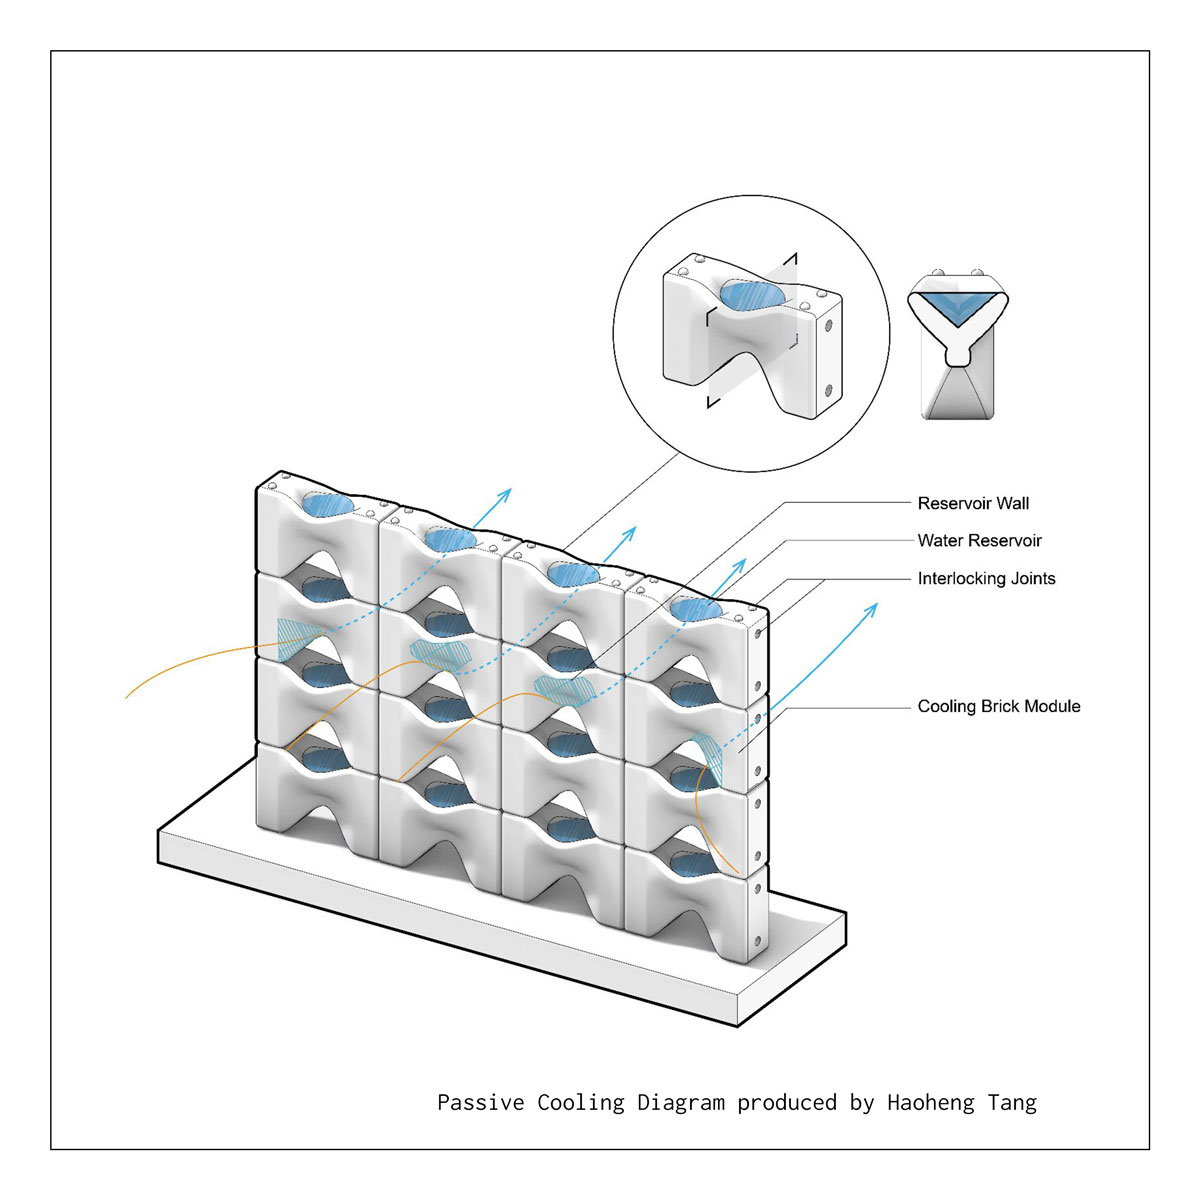 Reservoir Wall
Water Reservoir
Interlocking Joints
Cooling Brick Module
Passive Cooling Diagram produced by Haoheng Tang